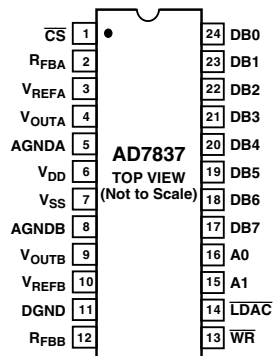 CS 1 24 DB0
RFBA 2 23 DB1
VREFA 3 22 DB2
VOUTA 4 21 DB3
AGNDA 5 20 DB4
VDD 6 19 DB5
VSS 7 18 DB6
AGNDB 8 17 DB7
VOUTB 9 16 A0
VREFB 10 15 A1
DGND 11 14 LDAC
RFBB 12 13 WR
AD7837
TOP VIEW
(Not to Scale)